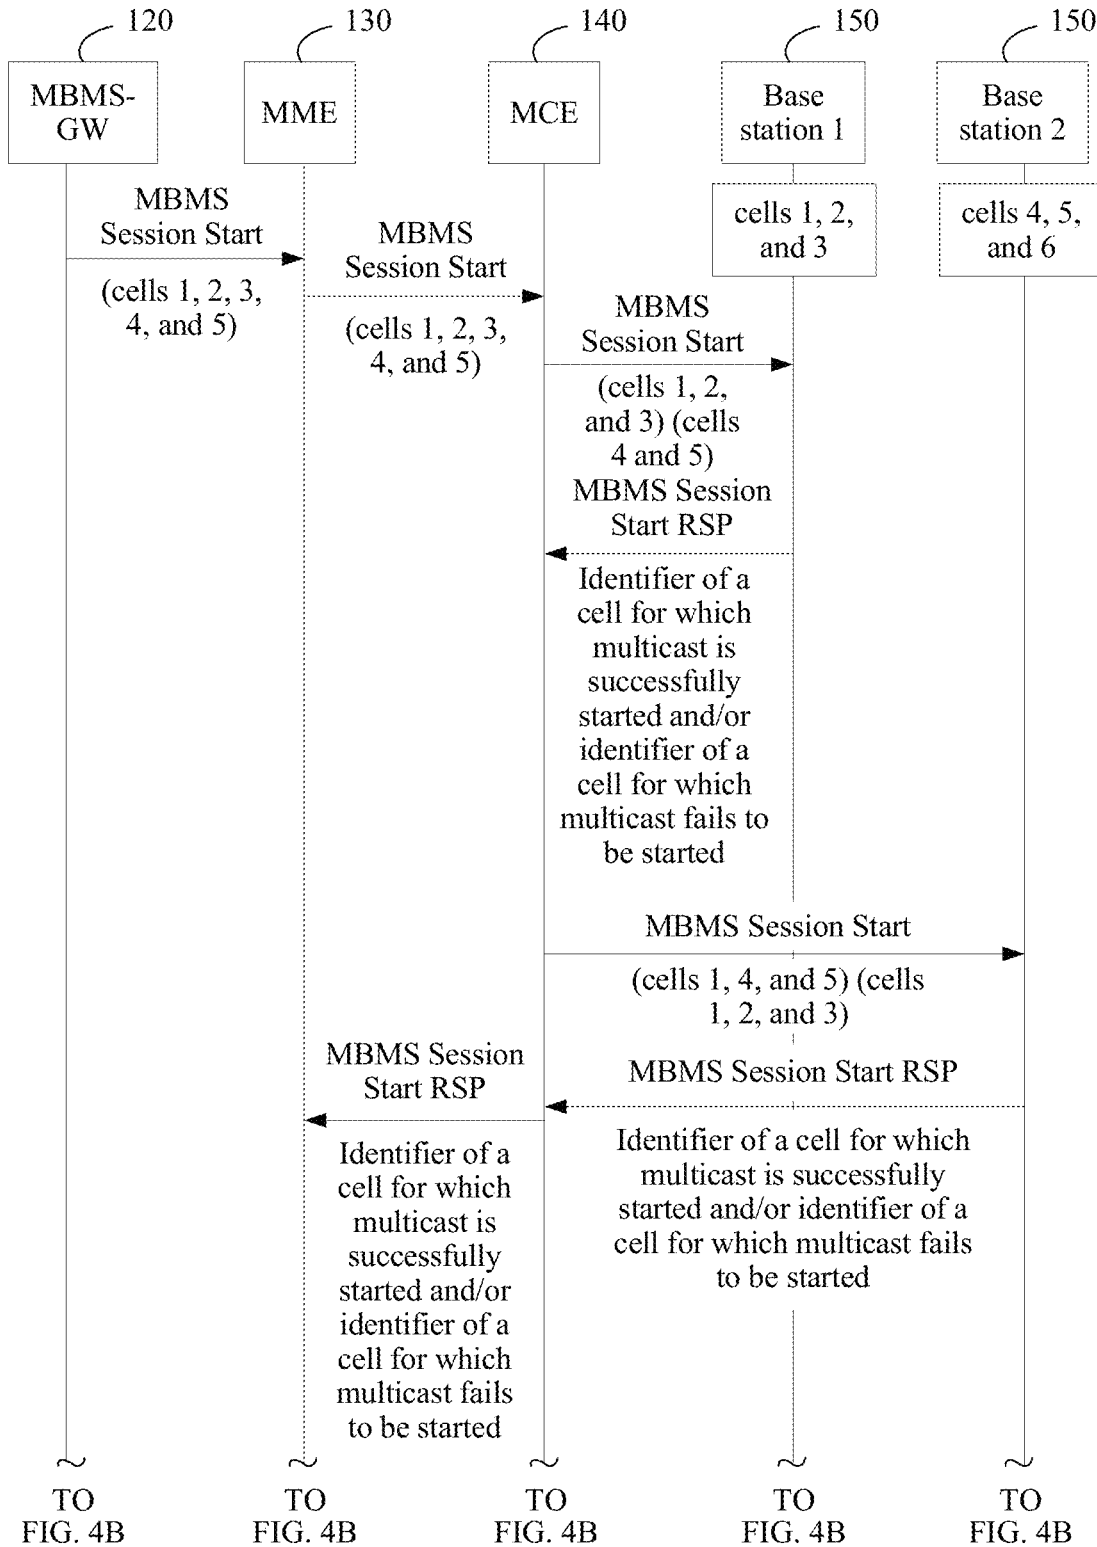 120
130
140
150
150
MBMS-
GW
MME
MCE
Base
station 1
Base
station 2
cells 1, 2,
and 3
cells 4, 5,
and 6
MBMS
Session Start
(cells 1, 2, 3,
4, and 5)
MBMS
Session Start
(cells 1, 2, 3,
4, and 5)
MBMS
Session Start
(cells 1, 2,
and 3) (cells
4 and 5)
MBMS Session
Start RSP
Identifier of a
cell for which
multicast is
successfully
started and/or
identifier of a
cell for which
multicast fails to
be started
MBMS Session Start
(cells 1, 4, and 5) (cells
1, 2, and 3)
MBMS Session Start RSP
Identifier of a cell for which
multicast is successfully
started and/or identifier of a
cell for which multicast fails
to be started
MBMS Session
Start RSP
Identifier of a
cell for which
multicast is
successfully
started and/or
identifier of a
cell for which
multicast fails
to be started
TO
FIG. 4B
TO
FIG. 4B
TO
FIG. 4B
TO
FIG. 4B
TO
FIG. 4B